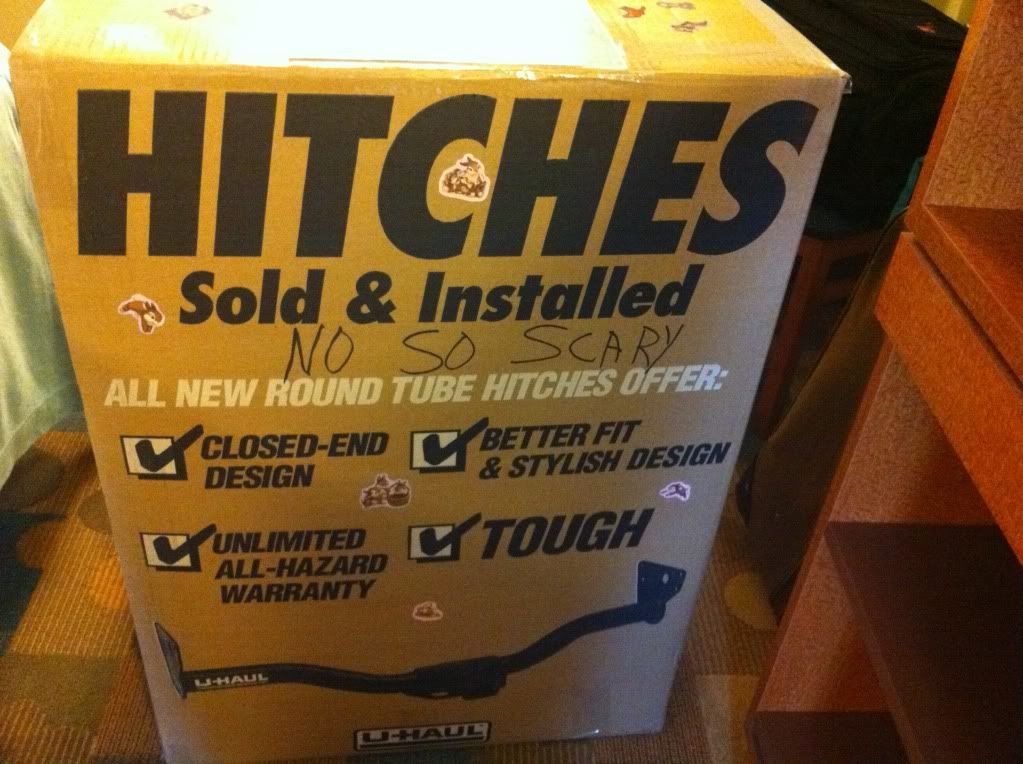 HITCHES
Sold & Installed
NO SO SCARY
ALL NEW ROUND TUBE HITCHES OFFER:
CLOSED-END
DESIGN
BETTER FIT
& STYLISH DESIGN
UNLIMITED
ALL-HAZARD
WARRANTY
TOUGH
U-HAUL
U-HAUL